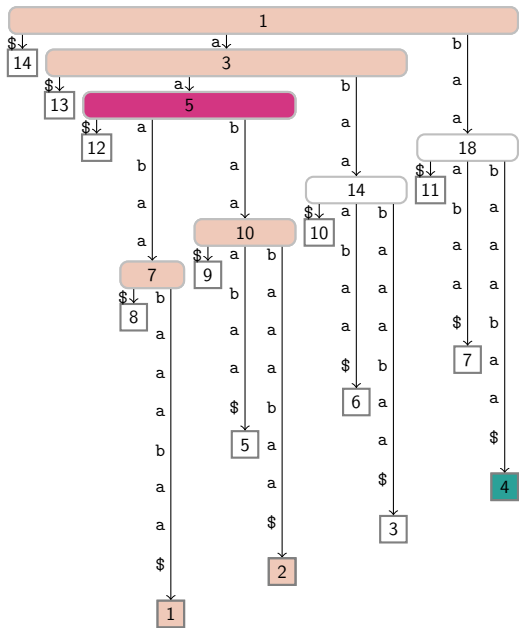 1
$ a b
14 3
$ a b a
13 5
$ a b a a
12 18
b a a $ a b
14 11
a a $ a b b a
10 10
a $ a b b a a a
7 9
$ b b a a a a a
8
a a a a a $ b
7
a a a $ b a
6
a $ b a a
5
b a a $
4
a a $
3
a $
2
$
1